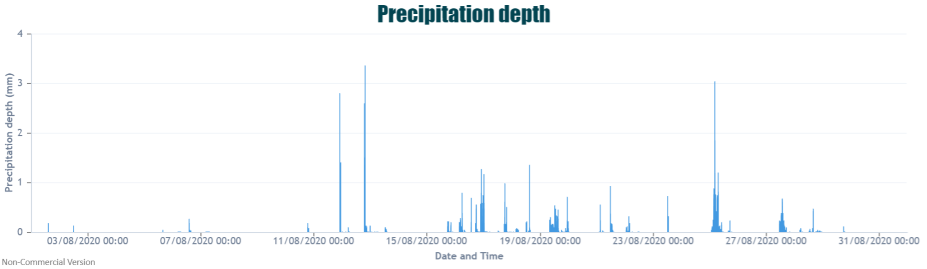 Precipitation depth
4
3
2
1
0
Precipitation depth (mm)
03/08/2020 00:00 07/08/2020 00:00 11/08/2020 00:00 15/08/2020 00:00 19/08/2020 00:00 23/08/2020 00:00 27/08/2020 00:00 31/08/2020 00:00
Date and Time
Non-Commercial Version